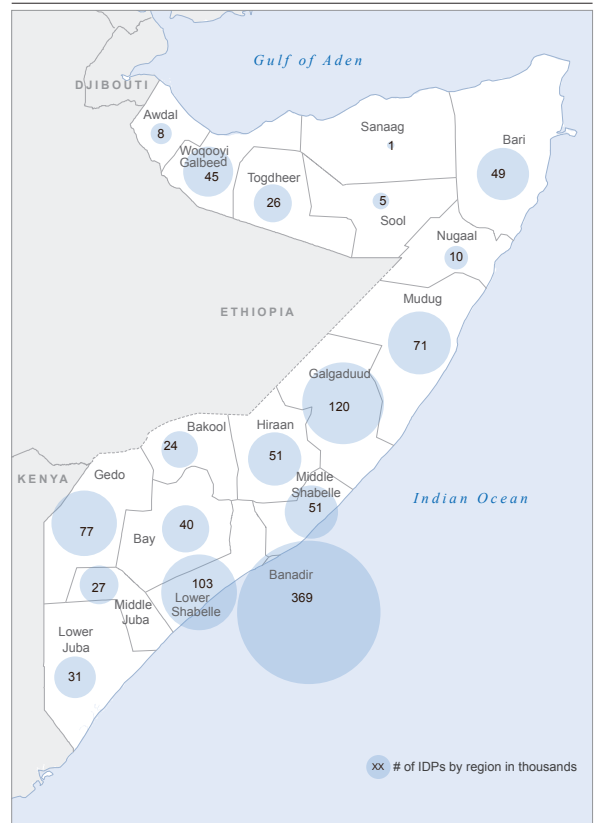 Gulf of Aden
DJIBOUTI
Awdal
8
Sanaag
1
Bari
49
Woqooyi
Galbeed
45
Togdheer
26
5
Sool
Nugaal
10
ETHIOPIA
Mudug
71
Galgaduud
120
Bakool
24
Hiraan
51
KENYA
Gedo
77
Middle
Shabelle
51
Indian Ocean
Bay
40
Banadir
369
27
Middle
Juba
103
Lower
Shabelle
Lower
Juba
31
xx # of IDPs by region in thousands